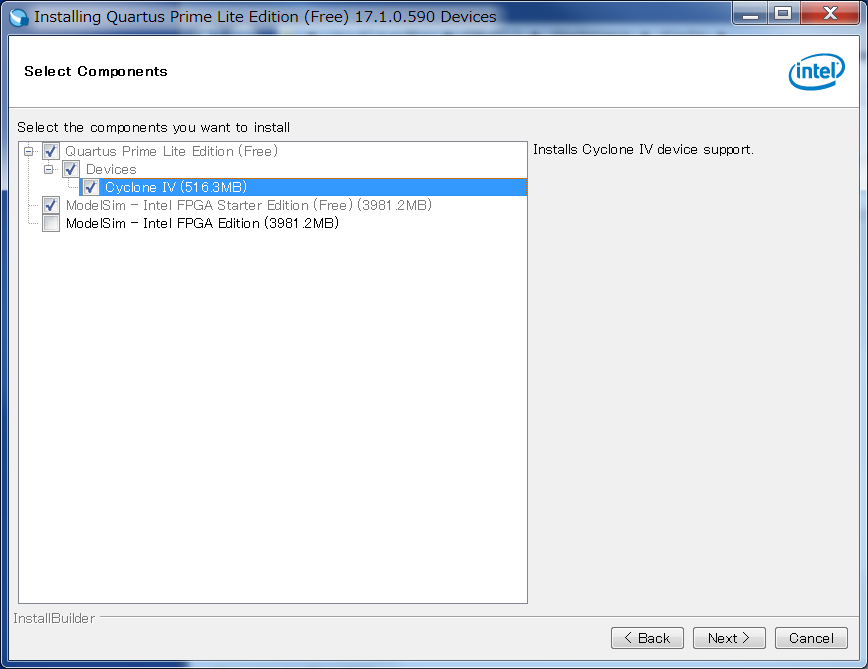 Installing Quartus Prime Lite Edition (Free) 17.1.0.590 Devices
Select Components
intel
Select the components you want to install
Quartus Prime Lite Edition (Free)
Devices
Cyclone IV (516.3MB)
ModelSim - Intel FPGA Starter Edition (Free) (3981.2MB)
ModelSim - Intel FPGA Edition (3981.2MB)
Installs Cyclone IV device support.
InstallBuilder
< Back
Next >
Cancel